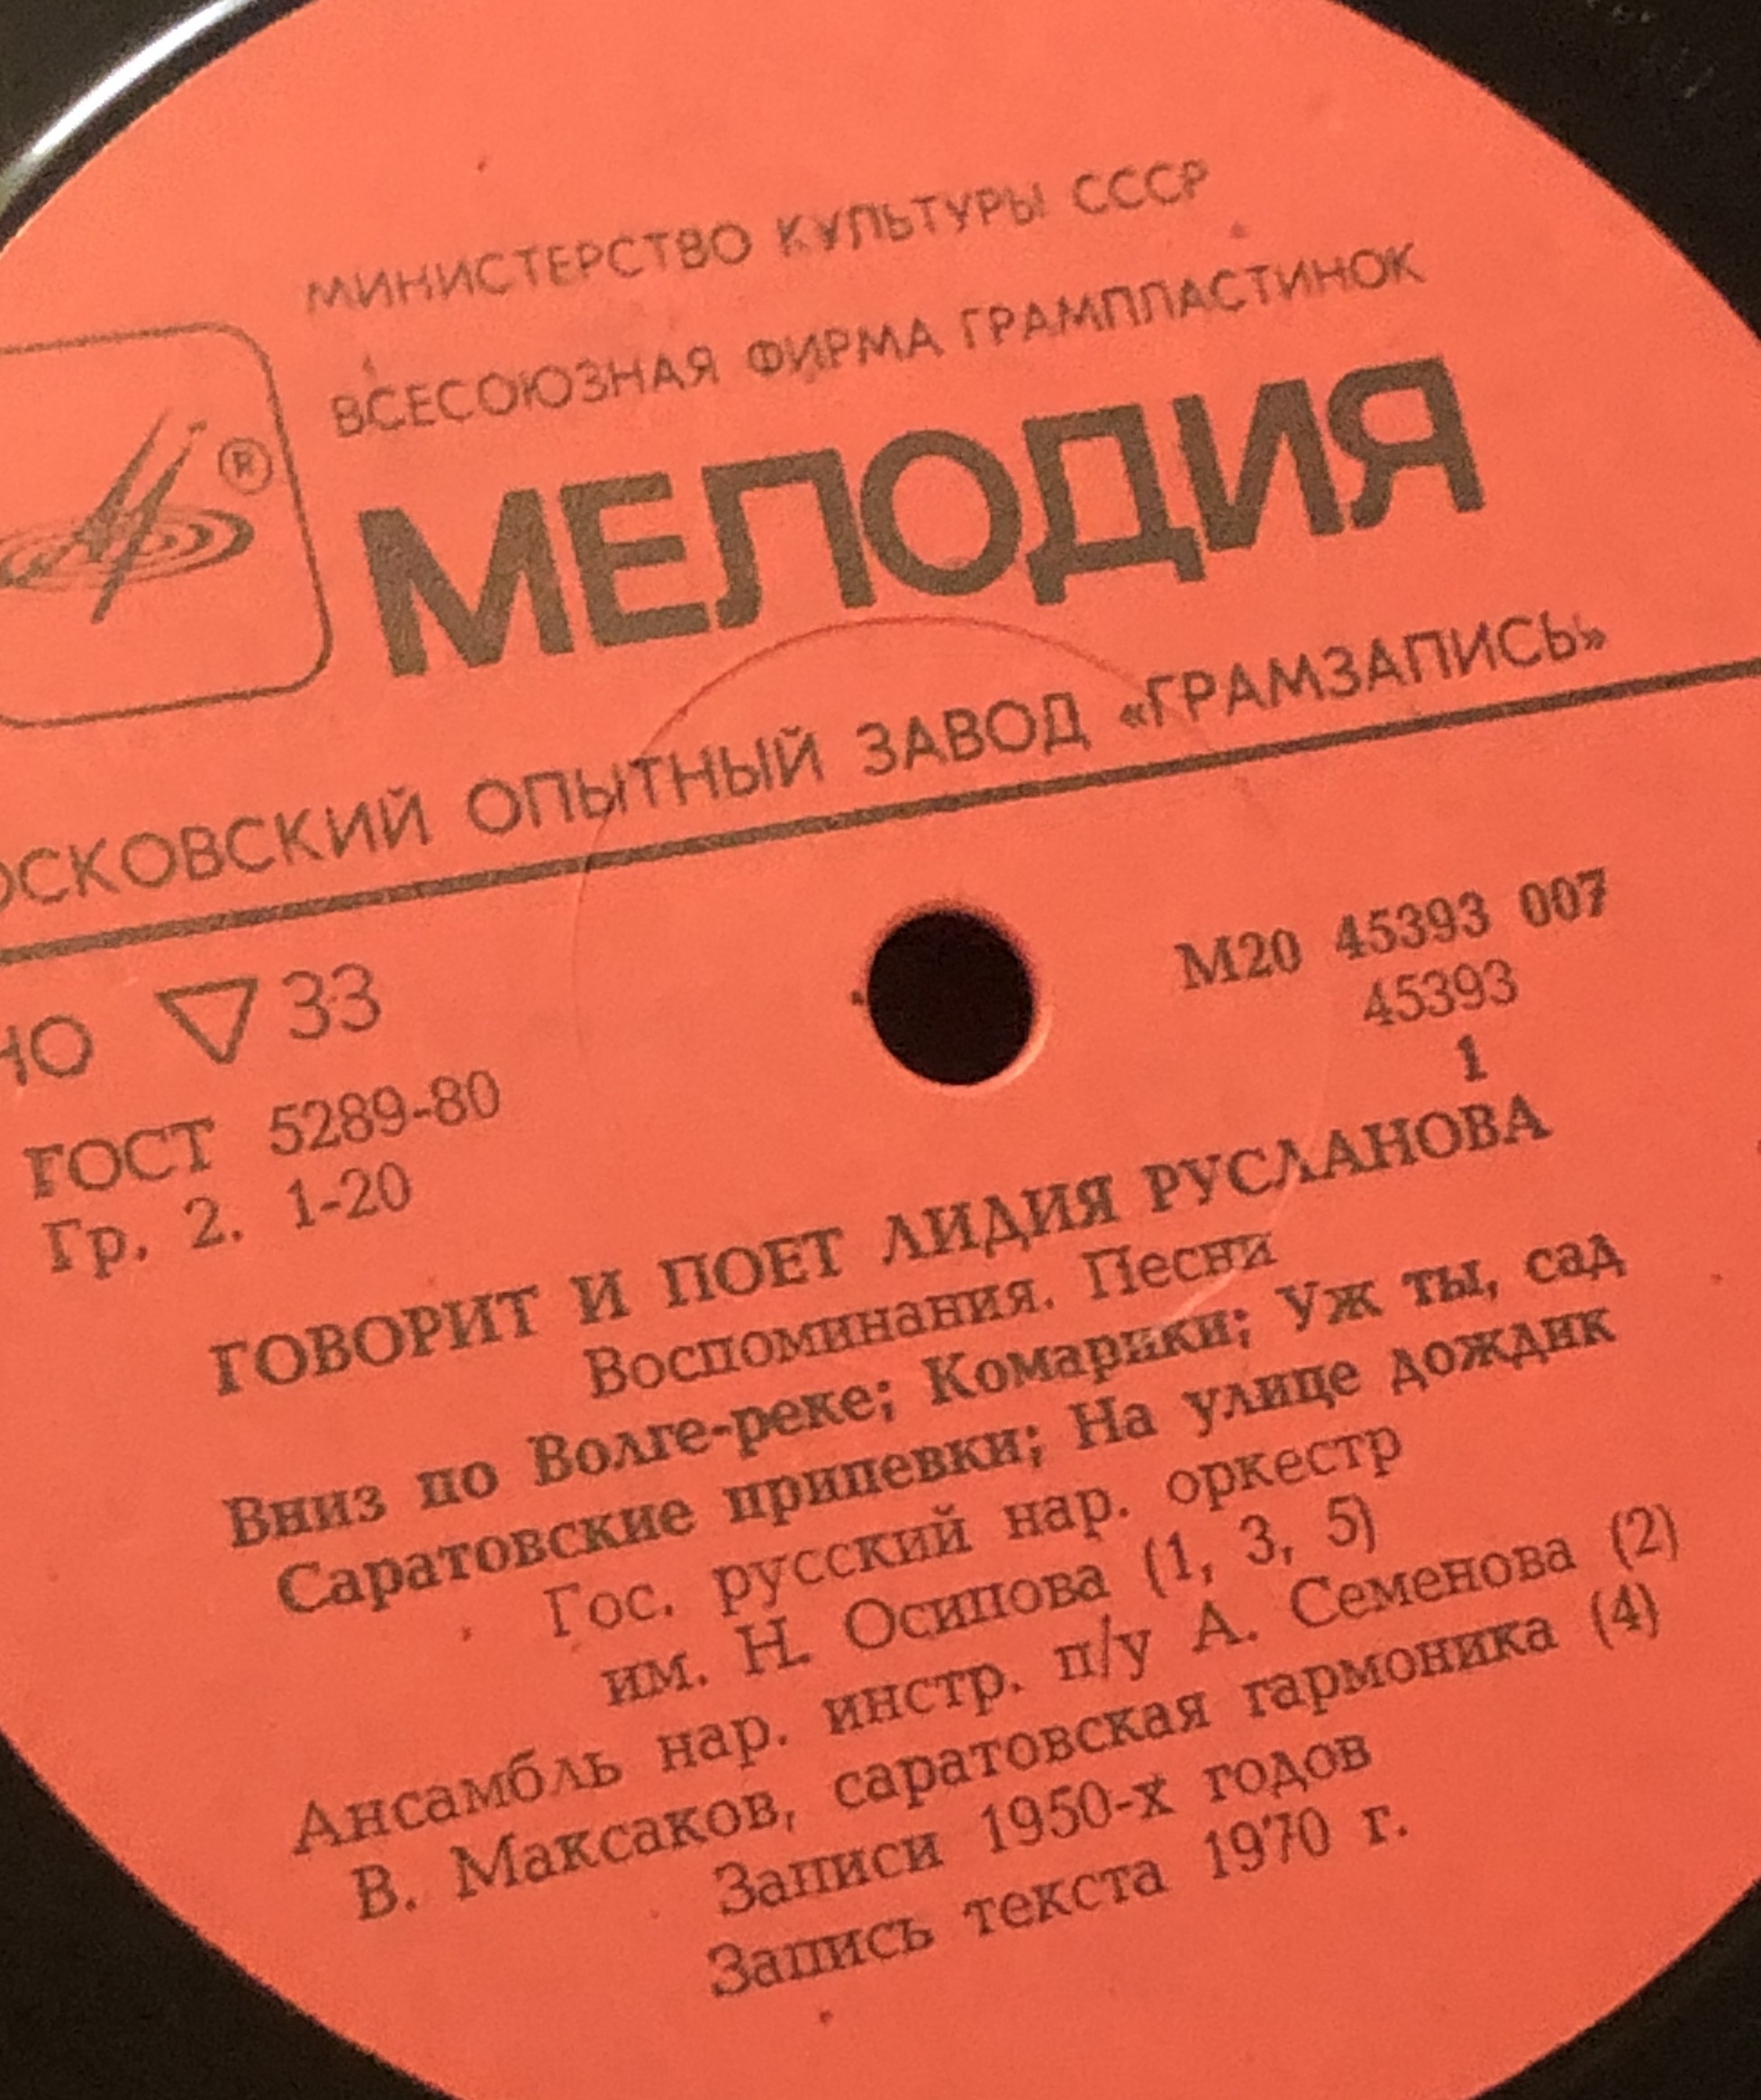 МИНИСТЕРСТВО КУЛЬТУРЫ СССР
ВСЕСОЮЗНАЯ ФИРМА ГРАМПЛАСТИНОК
®
МЕЛОДИЯ
ОСКОВСКИЙ ОПЫТНЫЙ ЗАВОД «ГРАМЗАПИСЬ»
НО ▽ 33
М20 45393 007
45393
1
ГОСТ 5289-80
Гр. 2. 1-20
ГОВОРИТ И ПОЕТ ЛИДИЯ РУСЛАНОВА
Воспоминания. Песни
Вниз по Волге-реке; Комарики; Уж ты, сад
Саратовские припевки; На улице дождик
Гос. русский нар. оркестр
им. Н. Осипова (1, 3, 5)
Ансамбль нар. инстр. п/у А. Семенова (2)
В. Максаков, саратовская гармоника (4)
Записи 1950-х годов
Запись текста 1970 г.